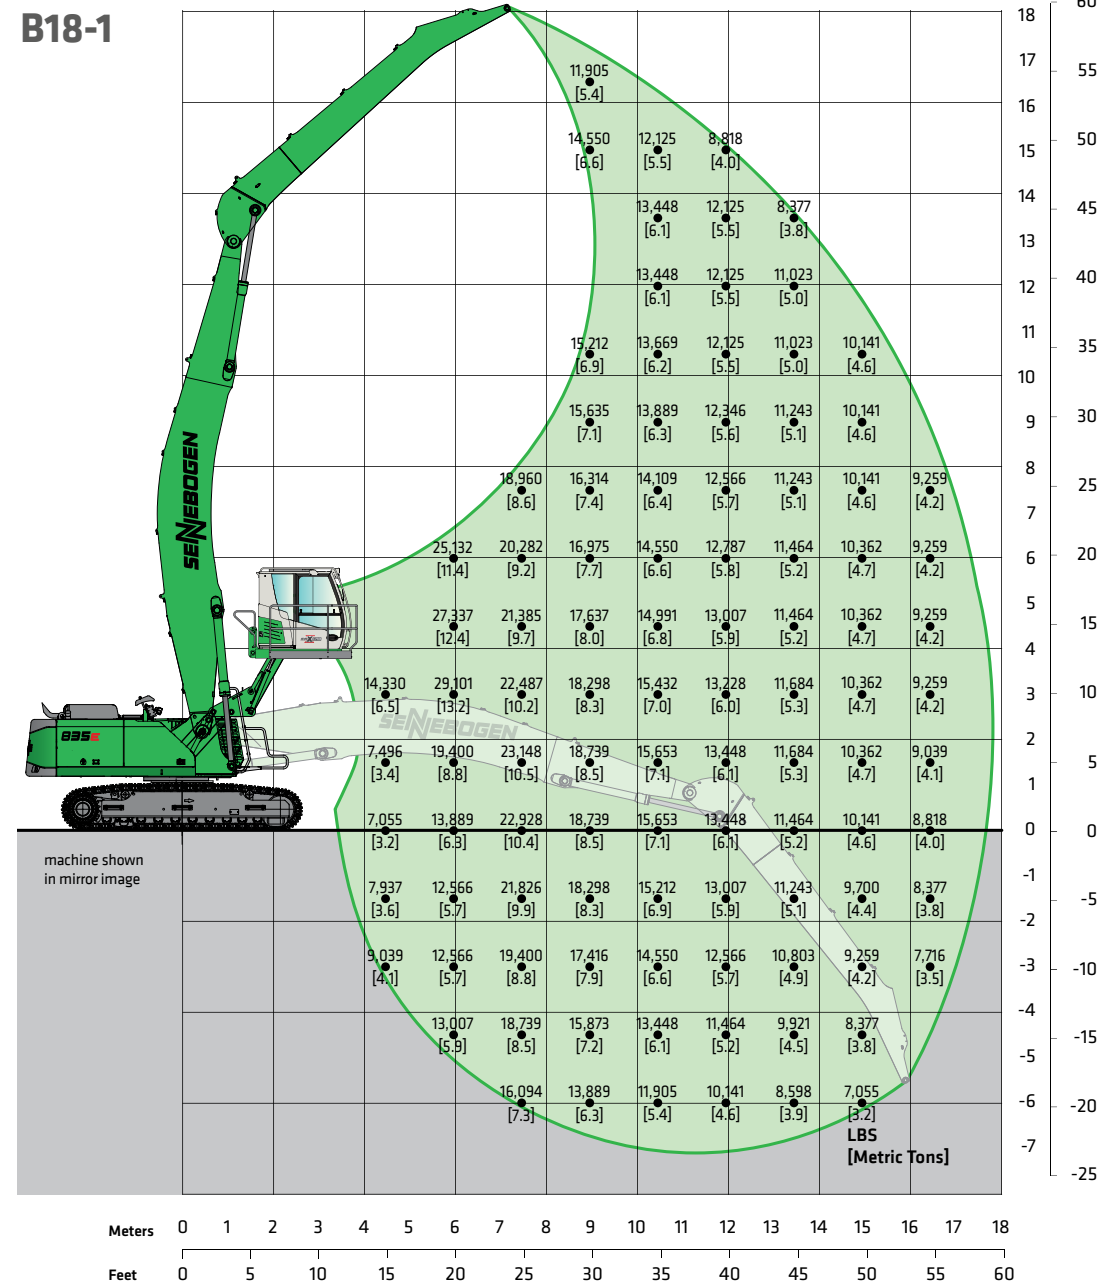 B18-1
60
18
17
11,905
[5.4]
55
16
14,550 12,125 8,818
[6.6] [5.5] [4.0]
15
50
14
13,448 12,125 8,377
[6.1] [5.5] [3.8]
45
13
13,448 12,125 11,023
[6.1] [5.5] [5.0]
12
40
11
15,212 13,669 12,125 11,023 10,141
[6.9] [6.2] [5.5] [5.0] [4.6]
35
10
15,635 13,889 12,346 11,243 10,141
[7.1] [6.3] [5.6] [5.1] [4.6]
9
30
SENNEBOGEN
8
18,960 16,314 14,109 12,566 11,243 10,141 9,259
[8.6] [7.4] [6.4] [5.7] [5.1] [4.6] [4.2]
25
7
25,132 20,282 16,975 14,550 12,787 11,464 10,362 9,259
[11.4] [9.2] [7.7] [6.6] [5.8] [5.2] [4.7] [4.2]
6
20
5
27,337 21,385 17,637 14,991 13,007 11,464 10,362 9,259
[12.4] [9.7] [8.0] [6.8] [5.9] [5.2] [4.7] [4.2]
15
4
14,330 29,101 22,487 18,298 15,432 13,228 11,684 10,362 9,259
[6.5] [13.2] [10.2] [8.3] [7.0] [6.0] [5.3] [4.7] [4.2]
3
10
SENNEBOGEN
835E
2
7,496 19,400 23,148 18,739 15,653 13,448 11,684 10,362 9,039
[3.4] [8.8] [10.5] [8.5] [7.1] [6.1] [5.3] [4.7] [4.1]
5
1
7,055 13,889 22,928 18,739 15,653 13,448 11,464 10,141 8,818
[3.2] [6.3] [10.4] [8.5] [7.1] [6.1] [5.2] [4.6] [4.0]
0
0
machine shown
in mirror image
-1
7,937 12,566 21,826 18,298 15,212 13,007 11,243 9,700 8,377
[3.6] [5.7] [9.9] [8.3] [6.9] [5.9] [5.1] [4.4] [3.8]
-5
-2
9,039 12,566 19,400 17,416 14,550 12,566 10,803 9,259 7,716
[4.1] [5.7] [8.8] [7.9] [6.6] [5.7] [4.9] [4.2] [3.5]
-3
-10
-4
13,007 18,739 15,873 13,448 11,464 9,921 8,377
[5.9] [8.5] [7.2] [6.1] [5.2] [4.5] [3.8]
-15
-5
16,094 13,889 11,905 10,141 8,598 7,055
[7.3] [6.3] [5.4] [4.6] [3.9] [3.2]
-6
-20
LBS
[Metric Tons]
-7
-25
Meters 0 1 2 3 4 5 6 7 8 9 10 11 12 13 14 15 16 17 18
Feet 0 5 10 15 20 25 30 35 40 45 50 55 60